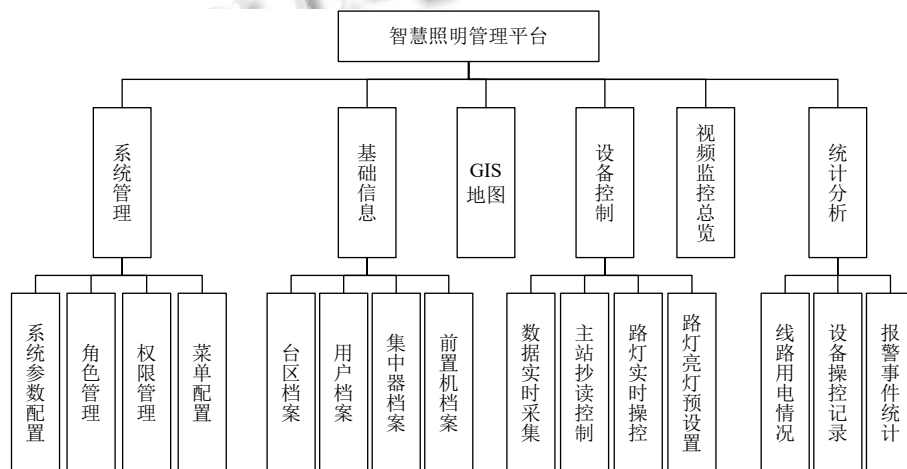 智慧照明管理平台
系统管理
基础信息
GIS
地图
设备控制
视频监控总览
统计分析
系统参数配置
角色管理
权限管理
菜单配置
台区档案
用户档案
集中器档案
前置机档案
数据实时采集
主站抄读控制
路灯实时操控
路灯亮灯预设置
线路用电情况
设备操控记录
报警事件统计